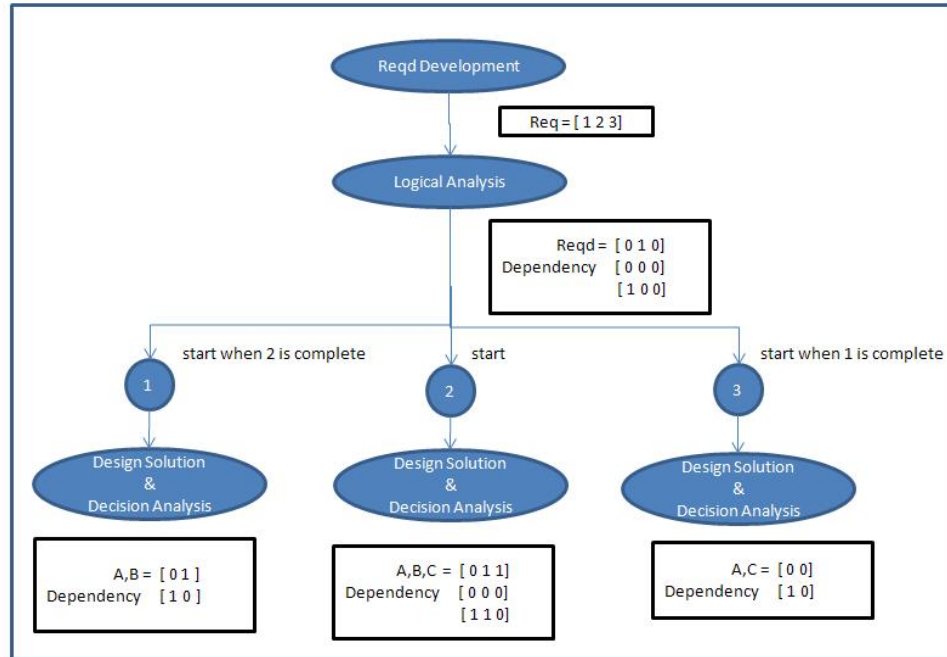 Reqd Development
Req = [ 1 2 3]
Logical Analysis
Reqd = [ 0 1 0]
Dependency [ 0 0 0]
[ 1 0 0]
start when 2 is complete
start
start when 1 is complete
1
2
3
Design Solution
&
Decision Analysis
Design Solution
&
Decision Analysis
Design Solution
&
Decision Analysis
A,B = [ 0 1 ]
Dependency [ 1 0 ]
A,B,C = [ 0 1 1]
Dependency [ 0 0 0]
[ 1 1 0]
A,C = [ 0 0]
Dependency [ 1 0]